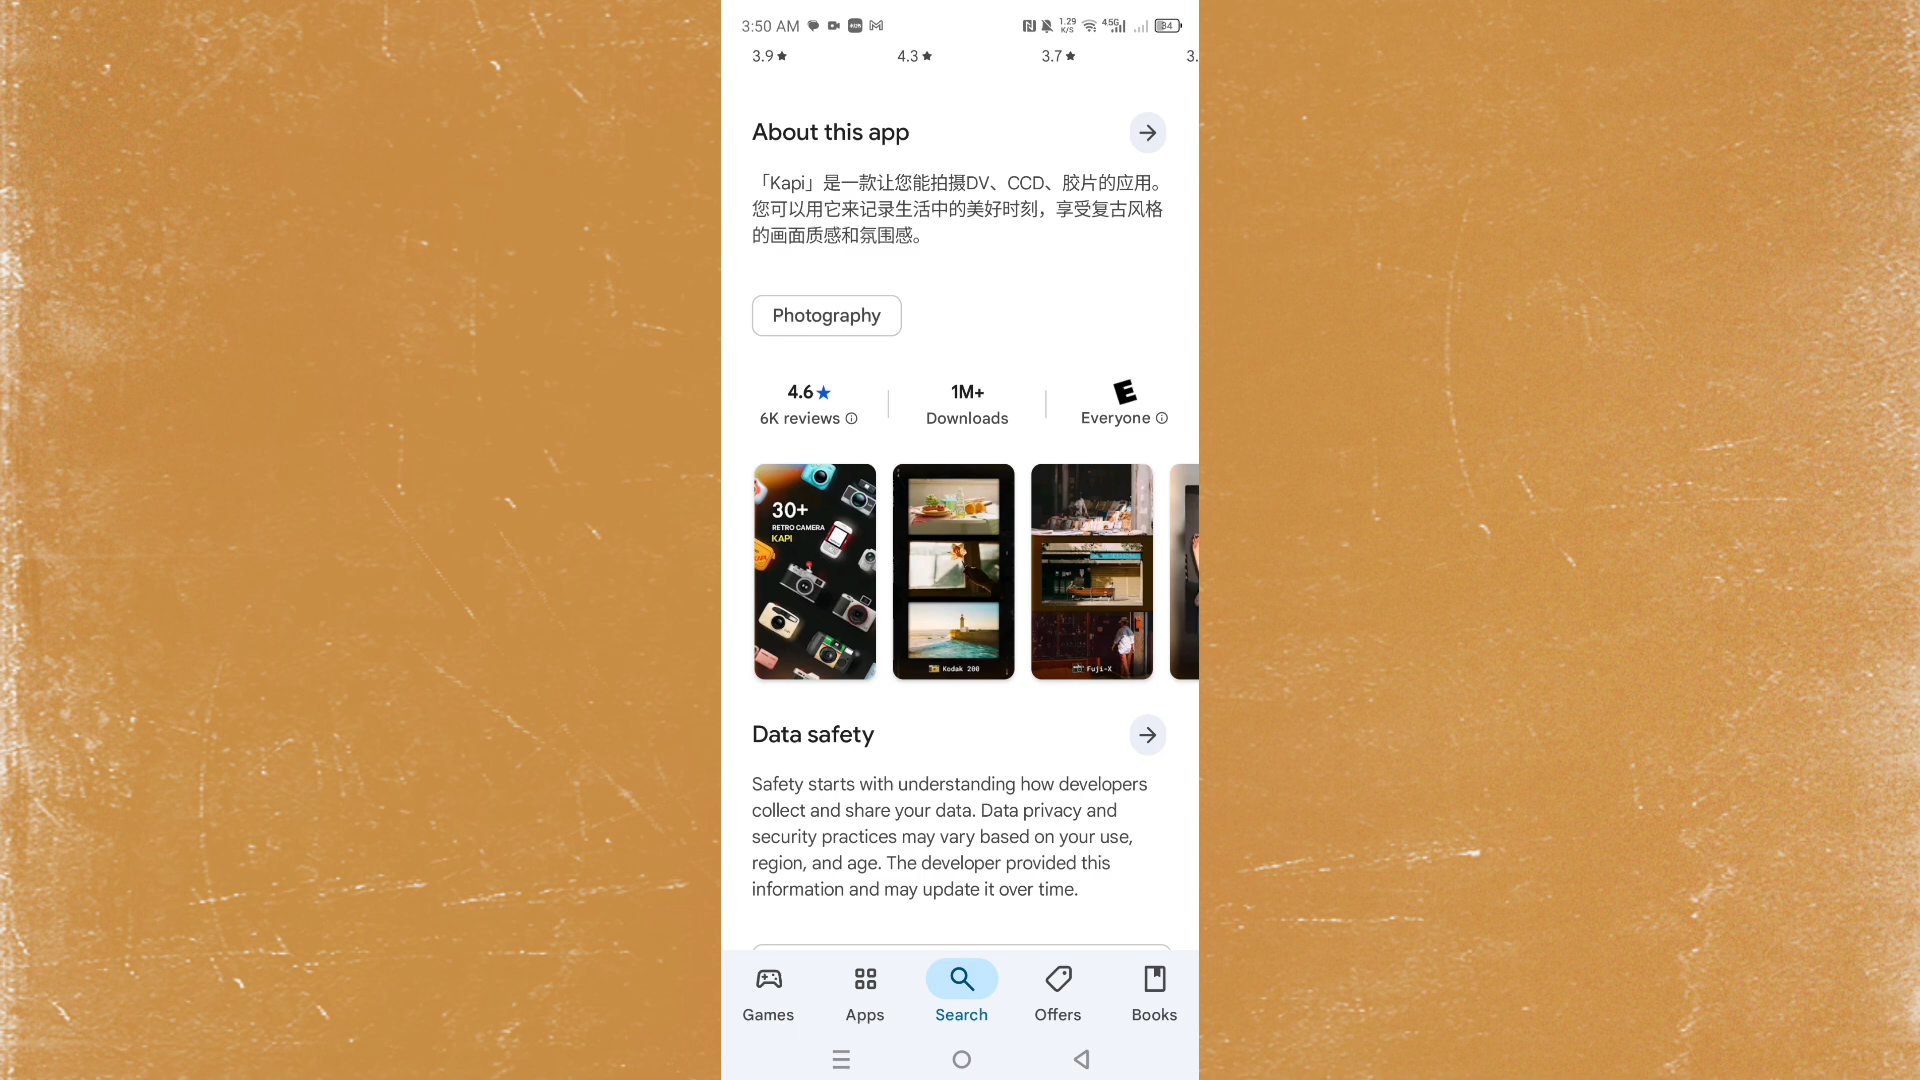 3:50 AM
1.29 K/S
4.5G
84
3.9★
4.3★
3.7★
3.
About this app
「Kapi」是一款让您能拍摄DV、CCD、胶片的应用。
您可以用它来记录生活中的美好时刻，享受复古风格
的画面质感和氛围感。
Photography
4.6★
1M+
E
6K reviews
Downloads
Everyone
30+
RETRO CAMERA
KAPI
Kodak 200
Fuji-X
Data safety
Safety starts with understanding how developers
collect and share your data. Data privacy and
security practices may vary based on your use,
region, and age. The developer provided this
information and may update it over time.
Games
Apps
Search
Offers
Books